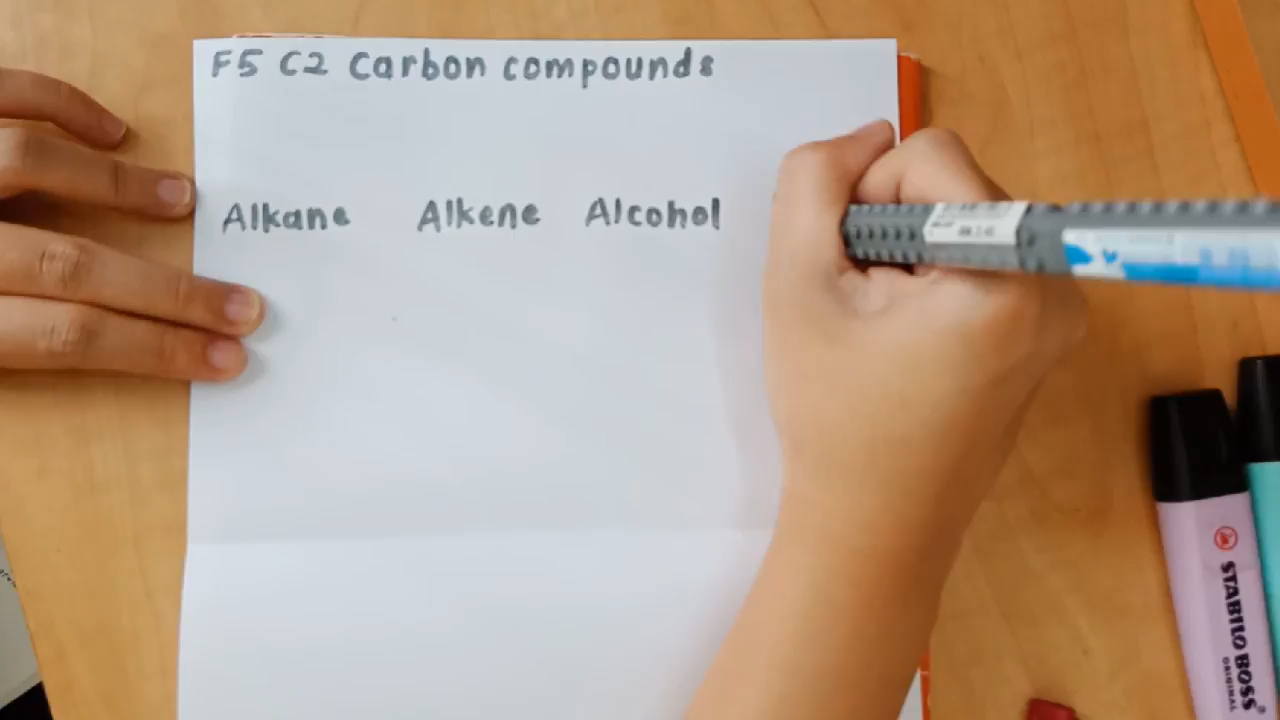 F5 C2 Carbon compounds
Alkane Alkene Alcohol
STABILO BOSS
ORIGINAL